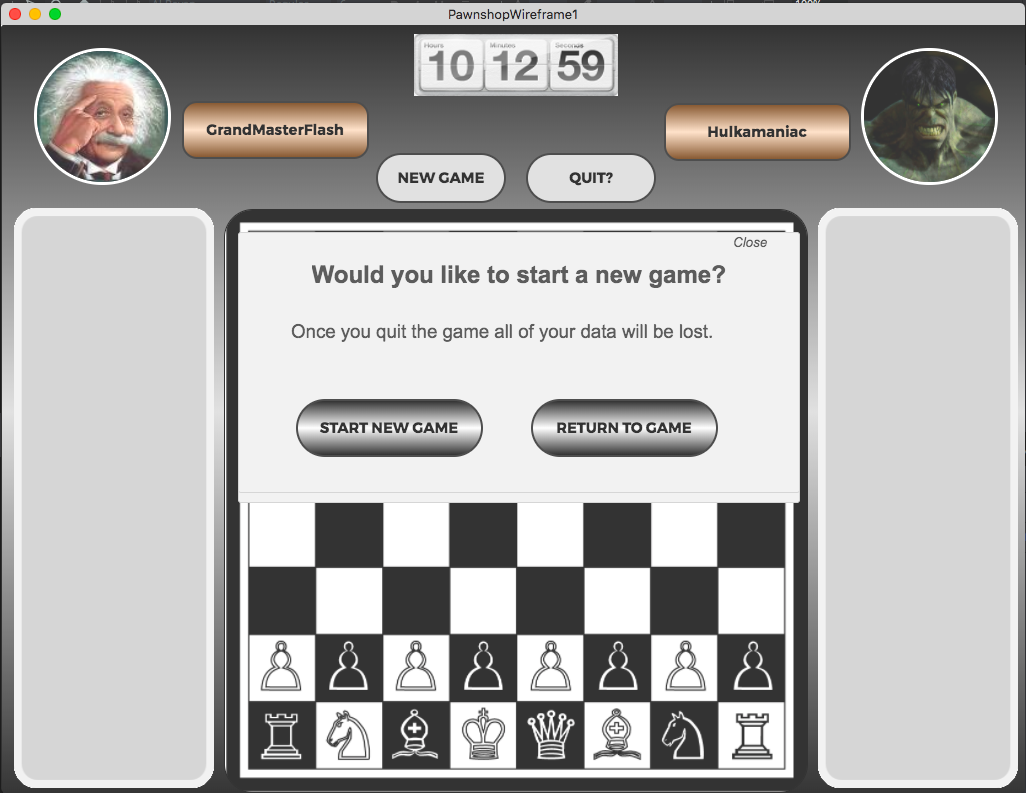 PawnshopWireframe1
Hours Minutes Seconds
10 12 59
GrandMasterFlash
Hulkamaniac
NEW GAME
QUIT?
Close
Would you like to start a new game?
Once you quit the game all of your data will be lost.
START NEW GAME
RETURN TO GAME